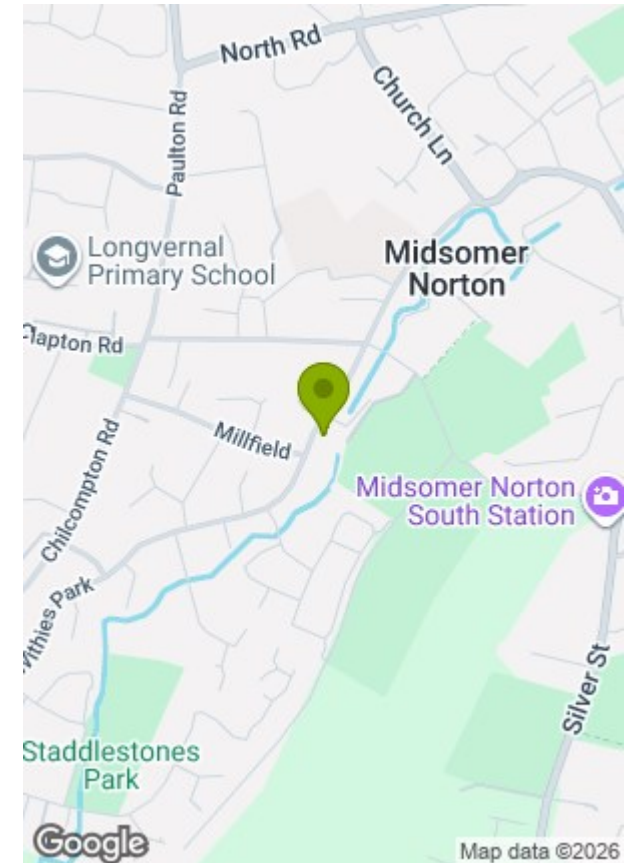 North Rd
Church Ln
Paulton Rd
Longvernal
Primary School
Midsomer
Norton
Clapton Rd
Millfield
Chilcompton Rd
Midsomer Norton
South Station
Withies Park
Silver St
Staddlestones
Park
Google
Map data ©2026